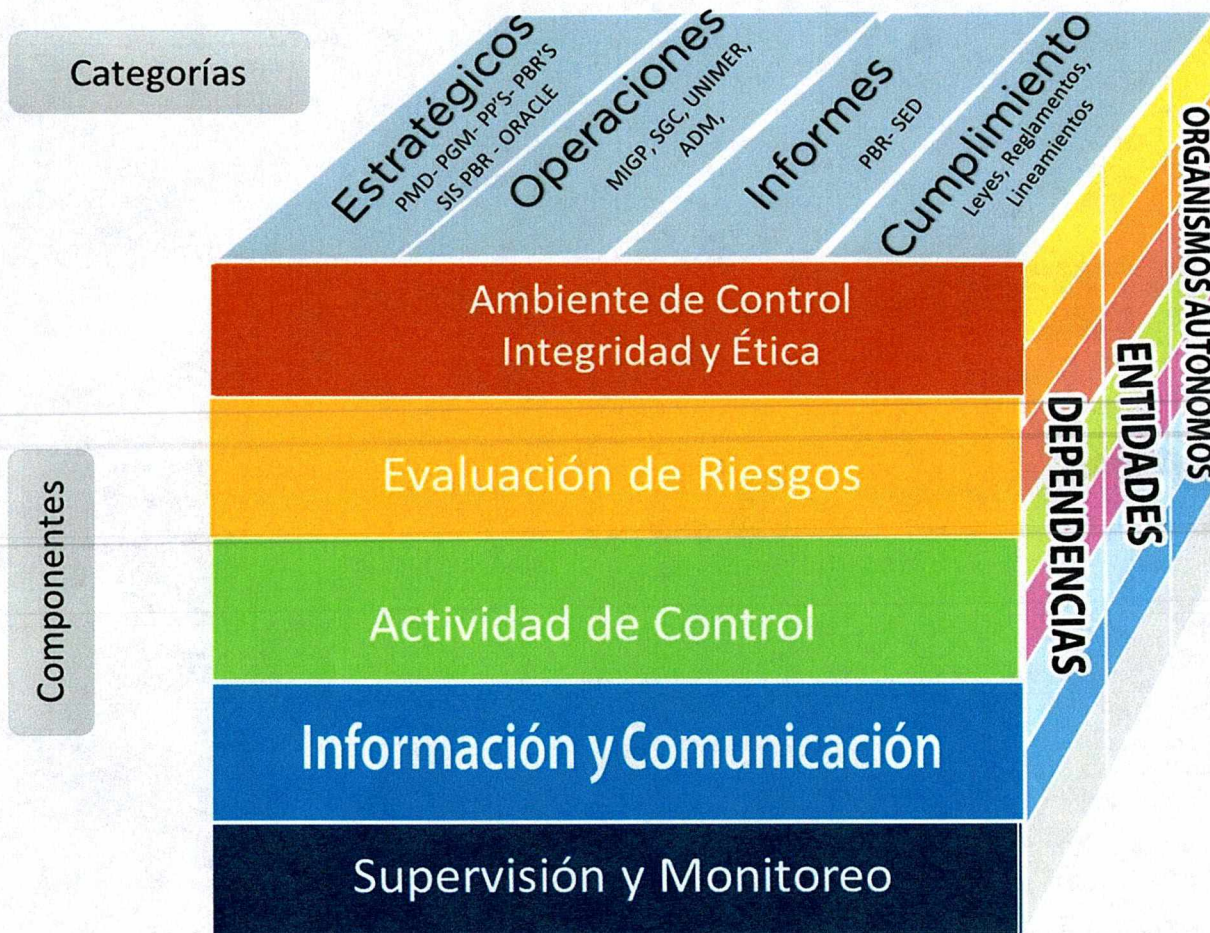 Categorías
Estratégicos
PMD- PGM- PP'S- PBR'S
SIS PBR - ORACLE
Operaciones
MIGP, SGC, UNIMER,
ADM,
Informes
PBR- SED
Cumplimiento
Leyes, Reglamentos,
Lineamientos
Componentes
Ambiente de Control
Integridad y Ética
Evaluación de Riesgos
Actividad de Control
Información y Comunicación
Supervisión y Monitoreo
DEPENDENCIAS
ENTIDADES
ORGANISMOS AUTONOMOS